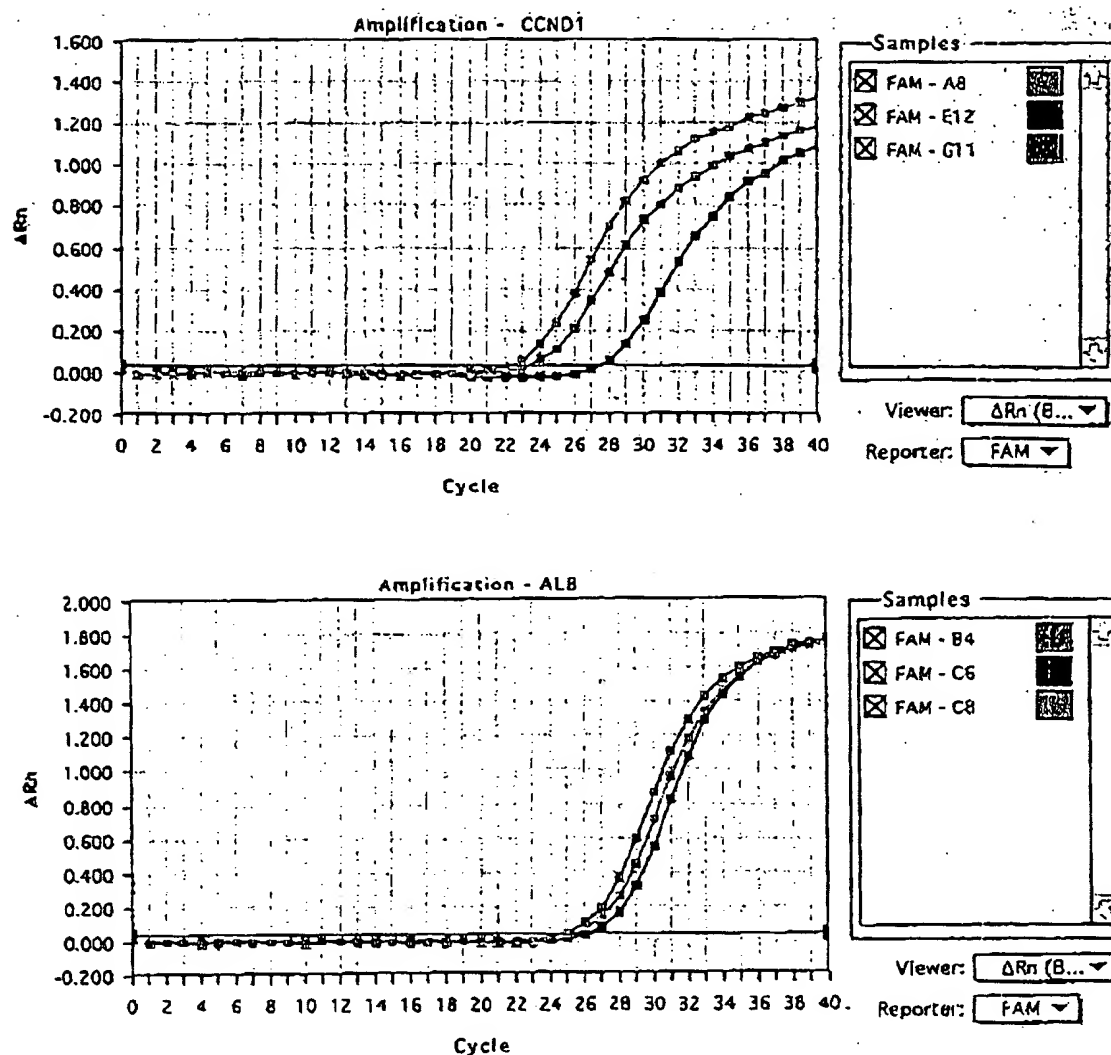 Amplification - CCND1
1.600
1.400
1.200
1.000
0.800
0.600
0.400
0.200
0.000
-0.200
ΔRn
0 2 4 6 8 10 12 14 16 18 20 22 24 26 28 30 32 34 36 38 40
Cycle
Samples
FAM - A8
FAM - E12
FAM - G11
Viewer: ΔRn (B...
Reporter: FAM
Amplification - ALB
2.000
1.800
1.600
1.400
1.200
1.000
0.800
0.600
0.400
0.200
0.000
-0.200
ΔRn
0 2 4 6 8 10 12 14 16 18 20 22 24 26 28 30 32 34 36 38 40
Cycle
Samples
FAM - B4
FAM - C6
FAM - C8
Viewer: ΔRn (B...
Reporter: FAM